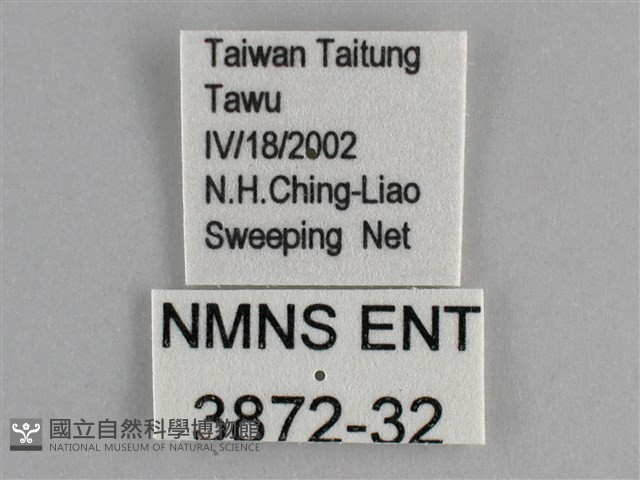 Taiwan Taitung
Tawu
IV/18/2002
N.H.Ching-Liao
Sweeping Net
NMNS ENT
3872-32
國立自然科學博物館
NATIONAL MUSEUM OF NATURAL SCIENCE